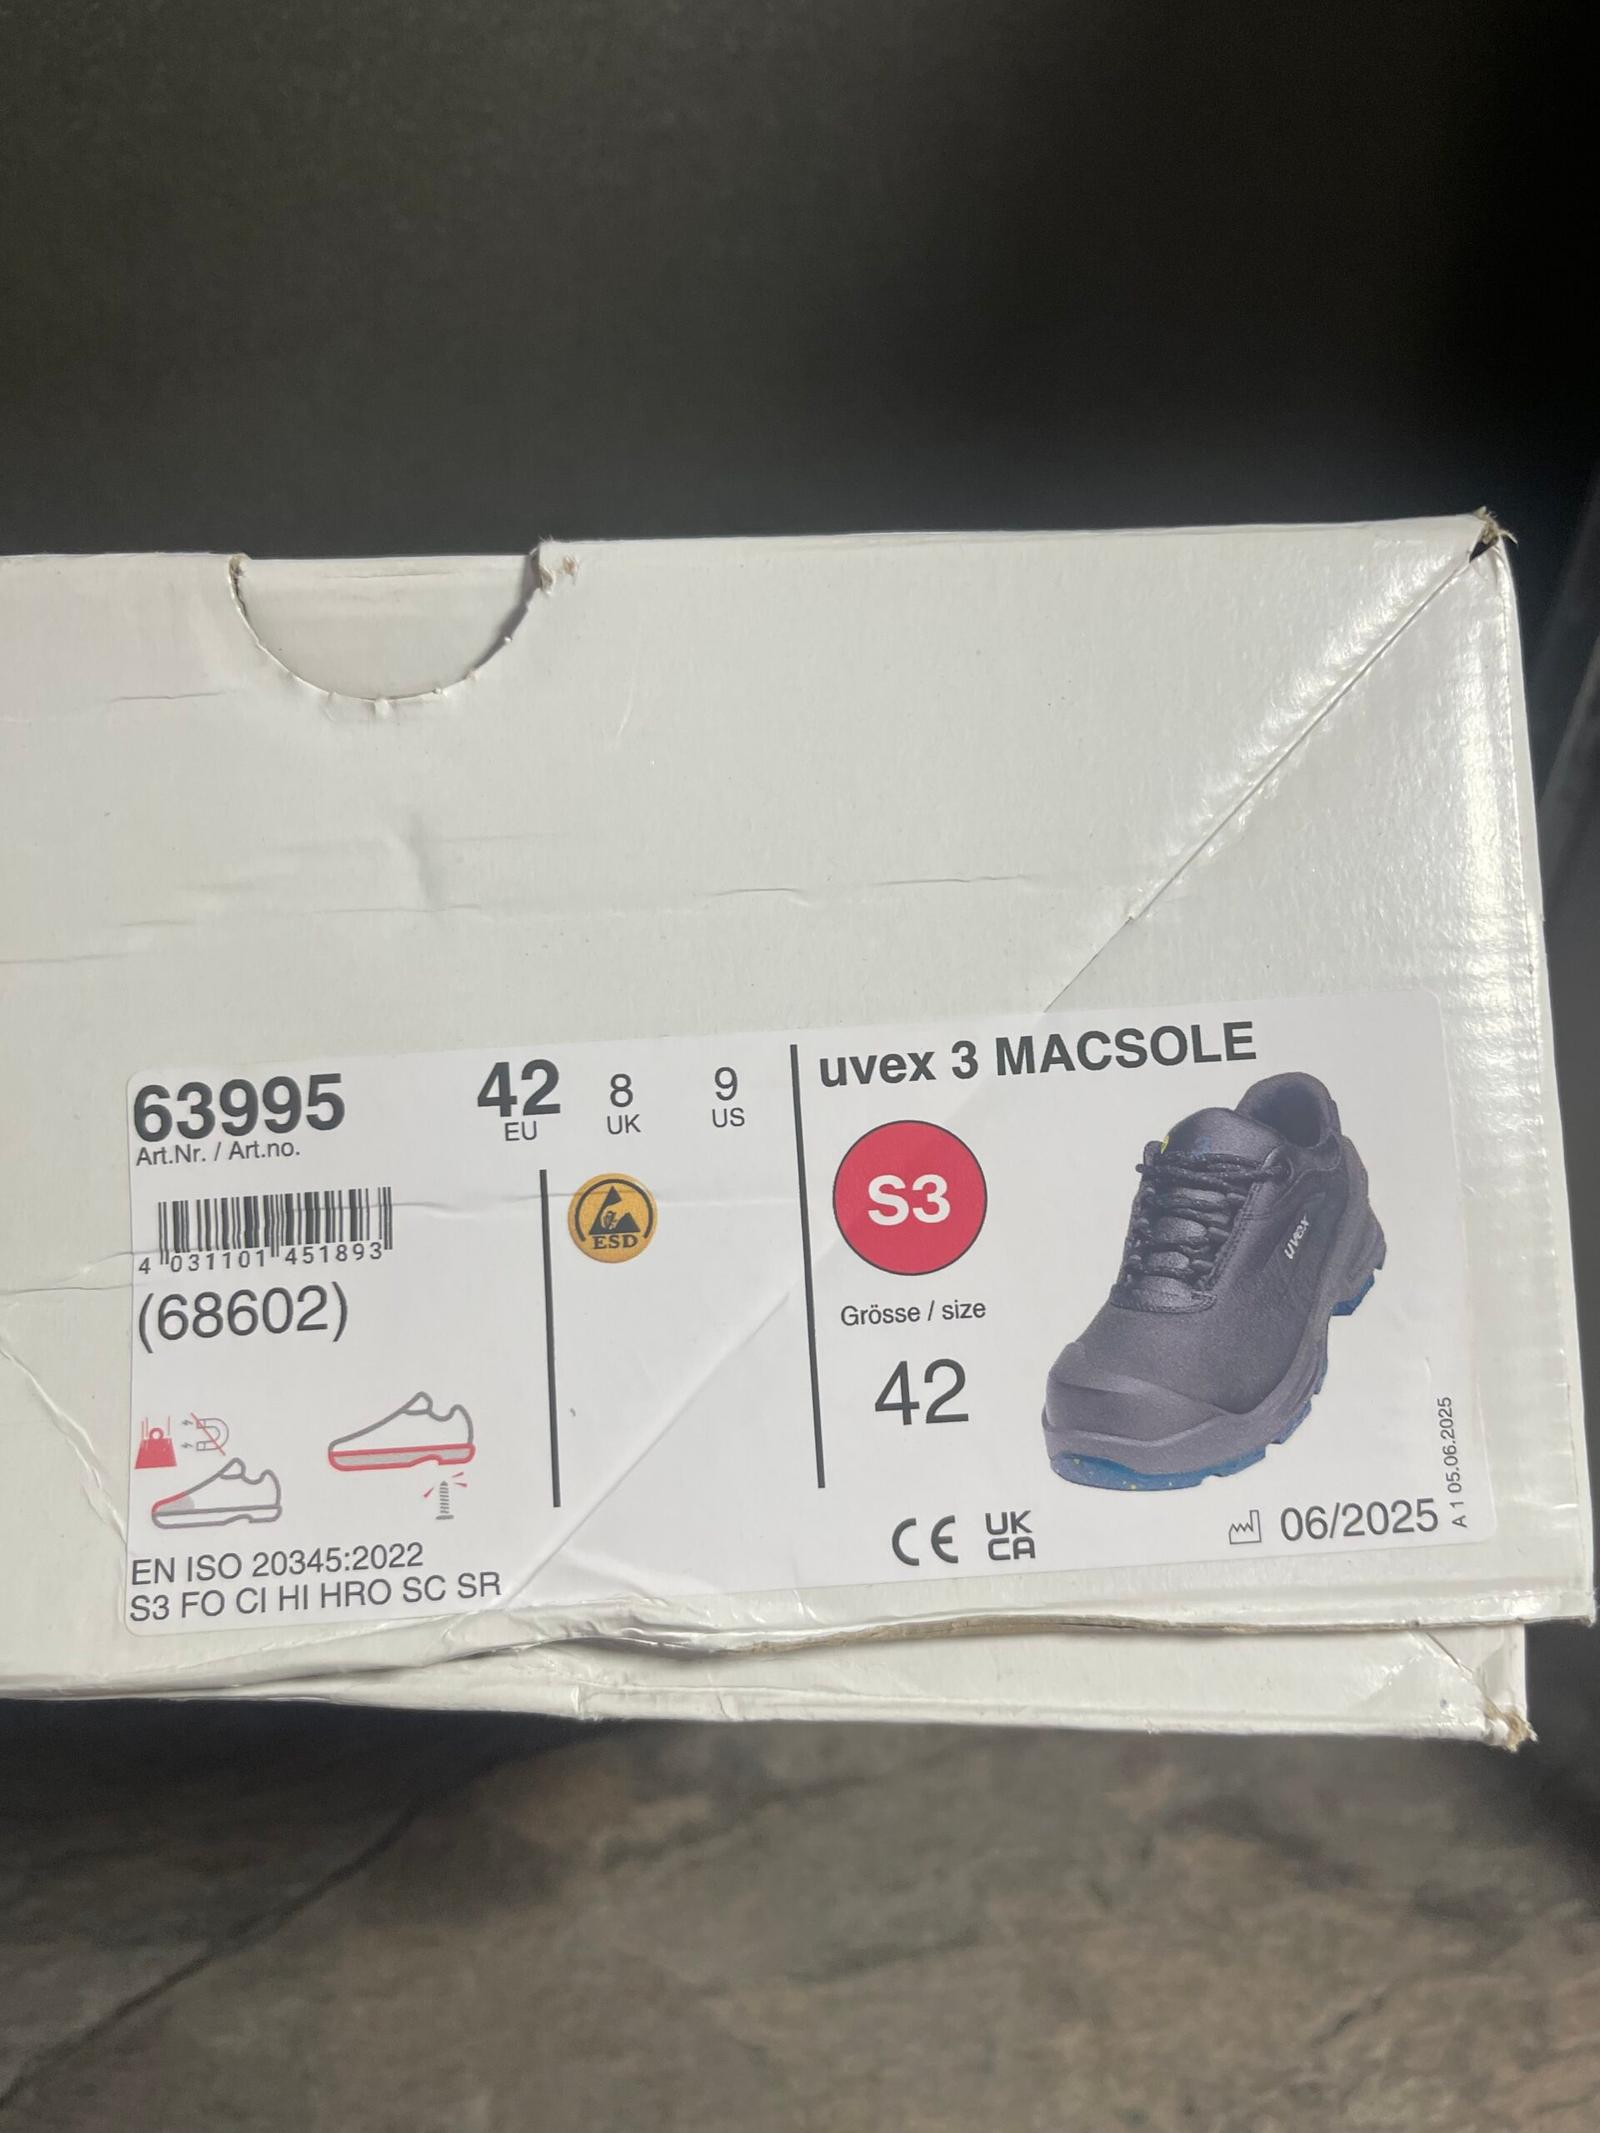 63995
Art.Nr. / Art.no.
42
EU
8
UK
9
US
4 031101 451893
(68602)
ESD
EN ISO 20345:2022
S3 FO CI HI HRO SC SR
uvex 3 MACSOLE
S3
Grösse / size
42
uvex
CE
UK
CA
06/2025
A 1 05.06.2025